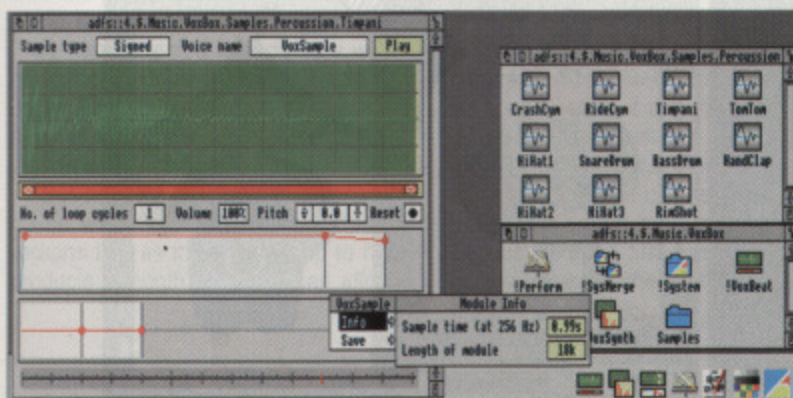 adfs::4.$.Music.VoxBox.Samples.Percussion.Timpani
Sample type Signed Voice name VoxSample Play
No. of loop cycles 1 Volume 100% Pitch 0.0 Reset
VoxSample
Info
Save
Module Info
Sample time (at 256 Hz) 0.99s
Length of module 18k
adfs::4.$.Music.VoxBox.Samples.Percussion
CrashCym RideCym Timpani TomTom
HiHat1 SnareDrum BassDrum HandClap
HiHat2 HiHat3 RimShot
adfs::4.$.Music.VoxBox
!Perform !SysMerge !System !VoxBeat
VoxSynth Samples